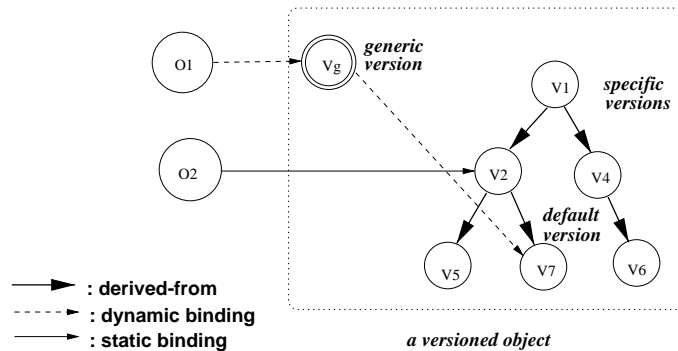 O1
Vg
generic
version
V1
specific
versions
O2
V2
V4
default
version
V5
V7
V6
: derived-from
: dynamic binding
: static binding
a versioned object